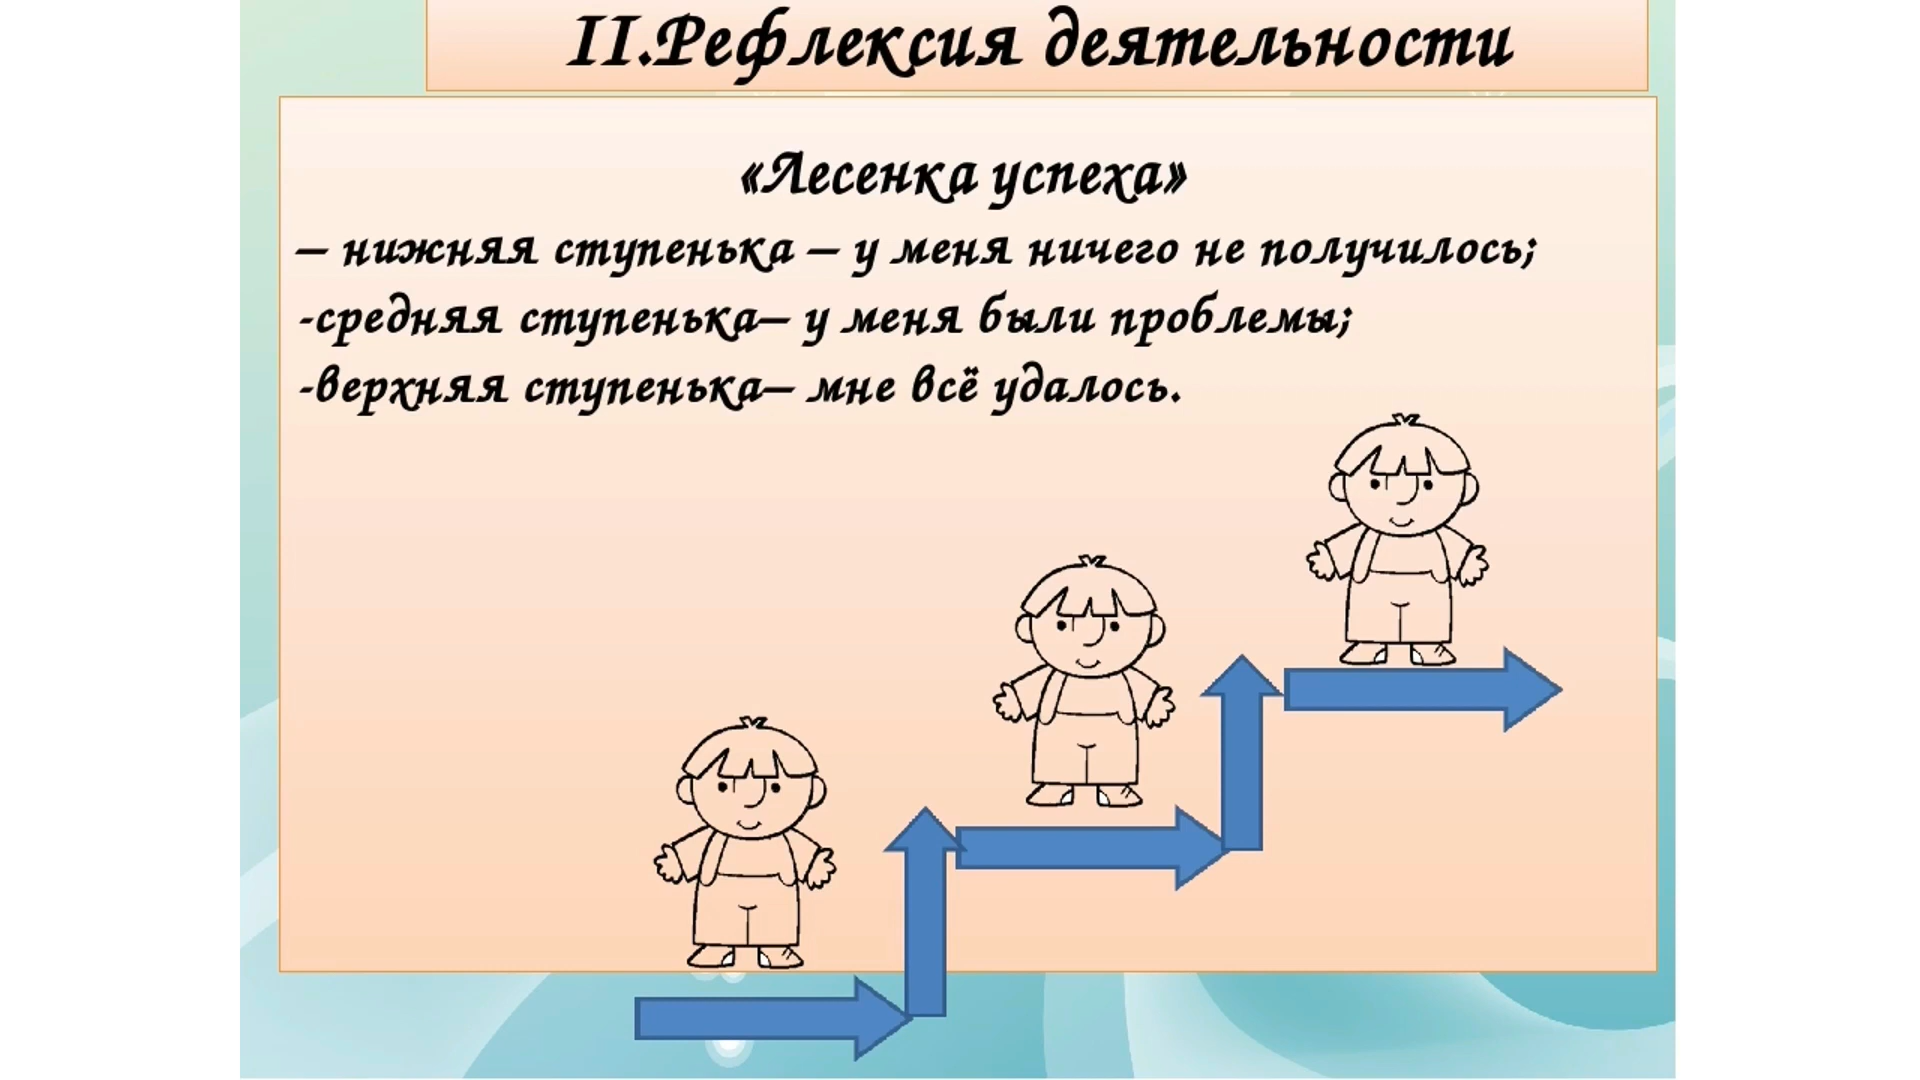 II.Рефлексия деятельности
«Лесенка успеха»
– нижняя ступенька – у меня ничего не получилось;
-средняя ступенька– у меня были проблемы;
-верхняя ступенька– мне всё удалось.